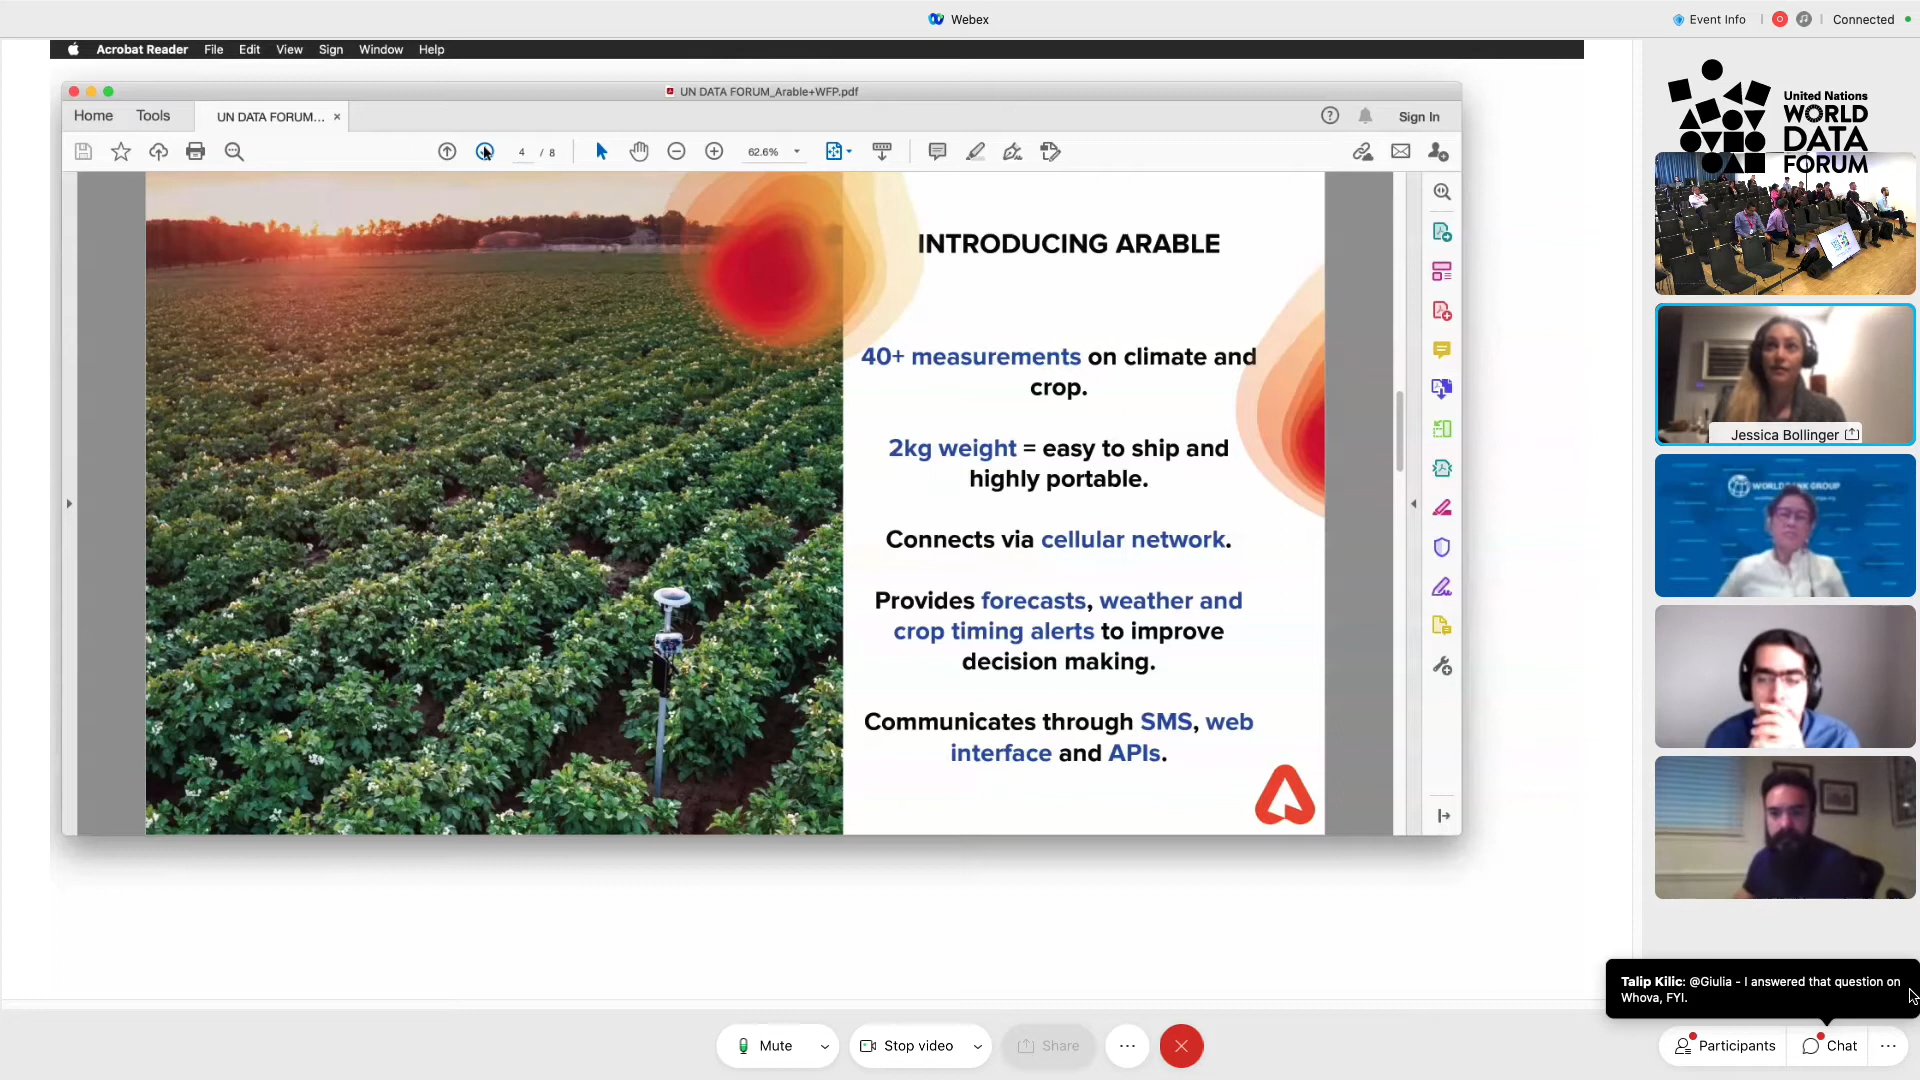 Webex
Event Info
Connected
Acrobat Reader File Edit View Sign Window Help
UN DATA FORUM_Arable+WFP.pdf
Home Tools UN DATA FORUM... ×
Sign In
4 / 8 62.6%
INTRODUCING ARABLE
40+ measurements on climate and
crop.
2kg weight = easy to ship and
highly portable.
Connects via cellular network.
Provides forecasts, weather and
crop timing alerts to improve
decision making.
Communicates through SMS, web
interface and APIs.
United Nations
WORLD
DATA
FORUM
Jessica Bollinger
WORLD BANK GROUP
Talip Kilic: @Giulia - I answered that question on
Whova, FYI.
Mute Stop video Share
Participants Chat